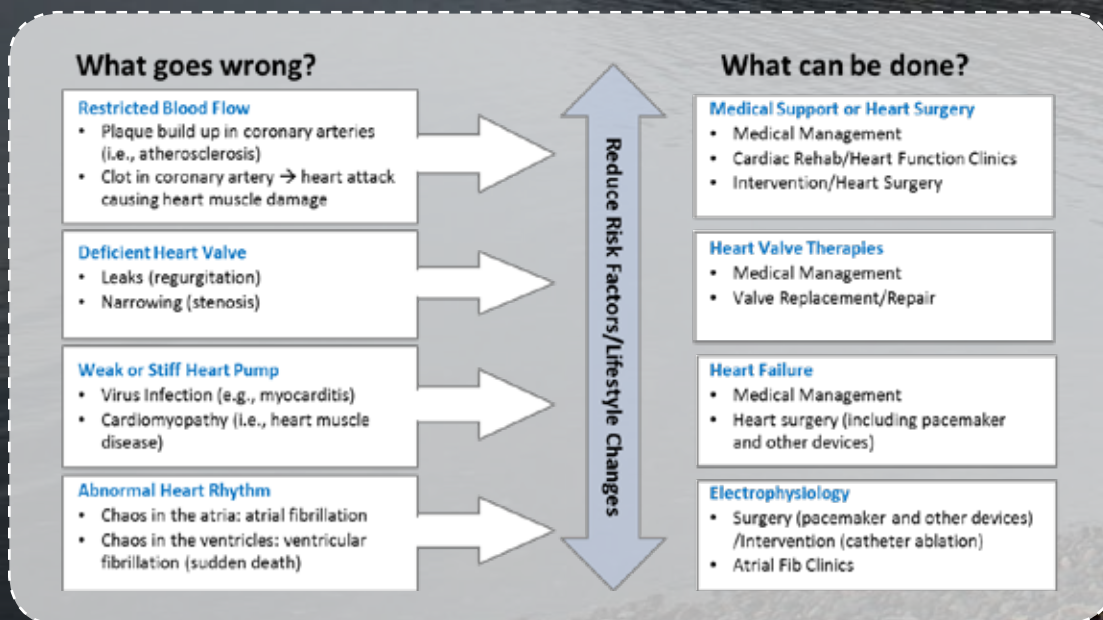 What goes wrong?
Restricted Blood Flow
• Plaque build up in coronary arteries
(i.e., atherosclerosis)
• Clot in coronary artery → heart attack
causing heart muscle damage
Deficient Heart Valve
• Leaks (regurgitation)
• Narrowing (stenosis)
Weak or Stiff Heart Pump
• Virus Infection (e.g., myocarditis)
• Cardiomyopathy (i.e., heart muscle
disease)
Abnormal Heart Rhythm
• Chaos in the atria: atrial fibrillation
• Chaos in the ventricles: ventricular
fibrillation (sudden death)
Reduce Risk Factors/Lifestyle Changes
What can be done?
Medical Support or Heart Surgery
• Medical Management
• Cardiac Rehab/Heart Function Clinics
• Intervention/Heart Surgery
Heart Valve Therapies
• Medical Management
• Valve Replacement/Repair
Heart Failure
• Medical Management
• Heart surgery (including pacemaker
and other devices)
Electrophysiology
• Surgery (pacemaker and other devices)
/Intervention (catheter ablation)
• Atrial Fib Clinics